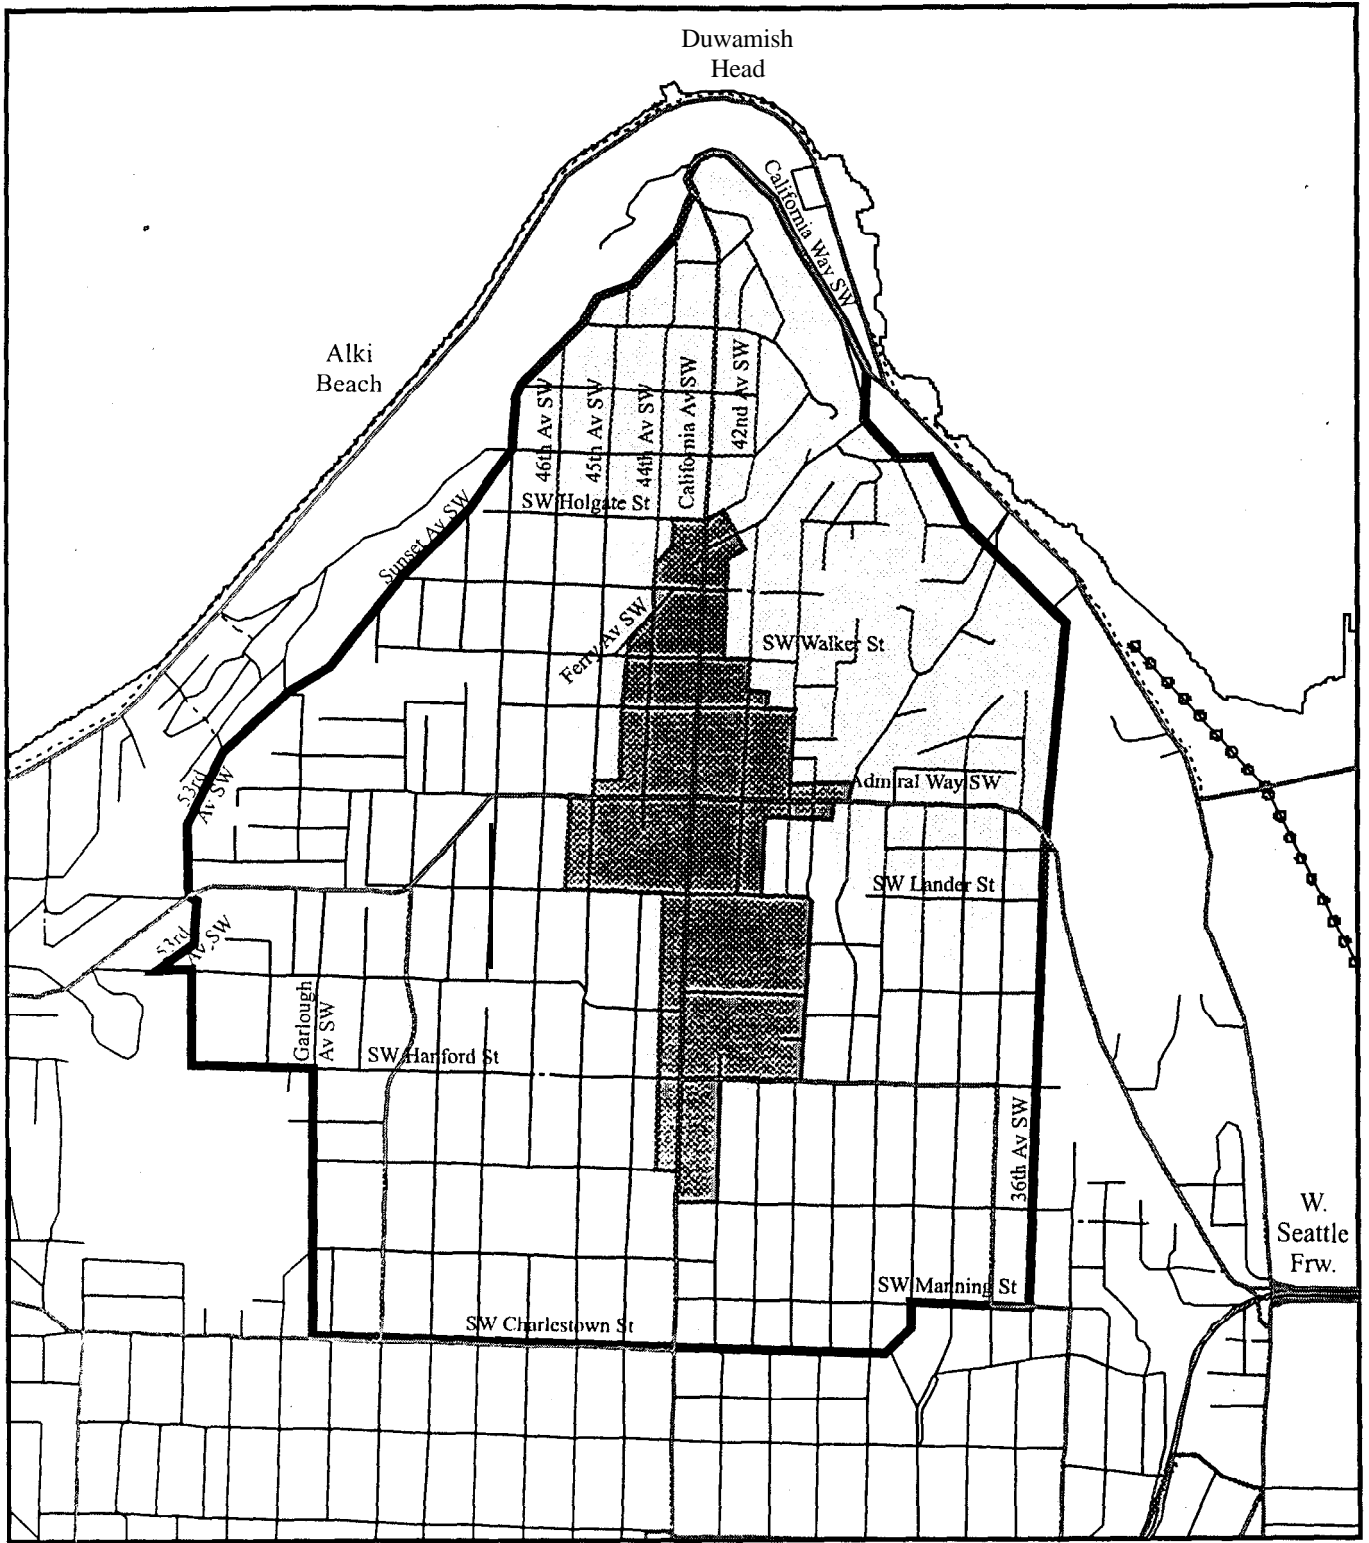 Duwamish
Head
California Way SW
Alki
Beach
46th Av SW
45th Av SW
44th Av SW
California Av SW
42nd Av SW
SW Holgate St
Sunset Av SW
Ferry Av SW
SW Walker St
53rd
Av SW
Admiral Way SW
SW Lander St
53rd
Av SW
Garlough
Av SW
SW Hanford St
36th Av SW
W.
Seattle
Frw.
SW Manning St
SW Charlestown St